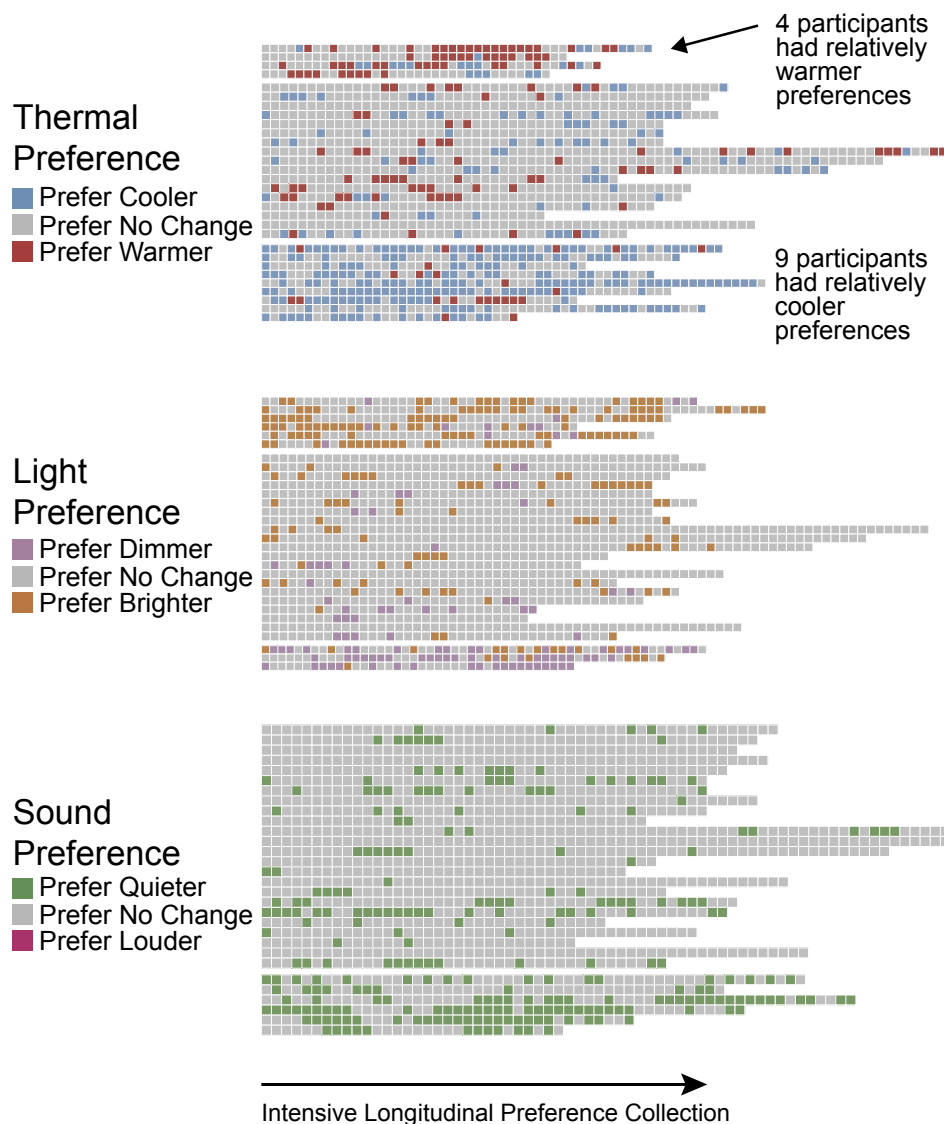 4 participants
had relatively
warmer
preferences
Thermal
Preference
Prefer Cooler
Prefer No Change
Prefer Warmer
9 participants
had relatively
cooler
preferences
Light
Preference
Prefer Dimmer
Prefer No Change
Prefer Brighter
Sound
Preference
Prefer Quieter
Prefer No Change
Prefer Louder
Intensive Longitudinal Preference Collection